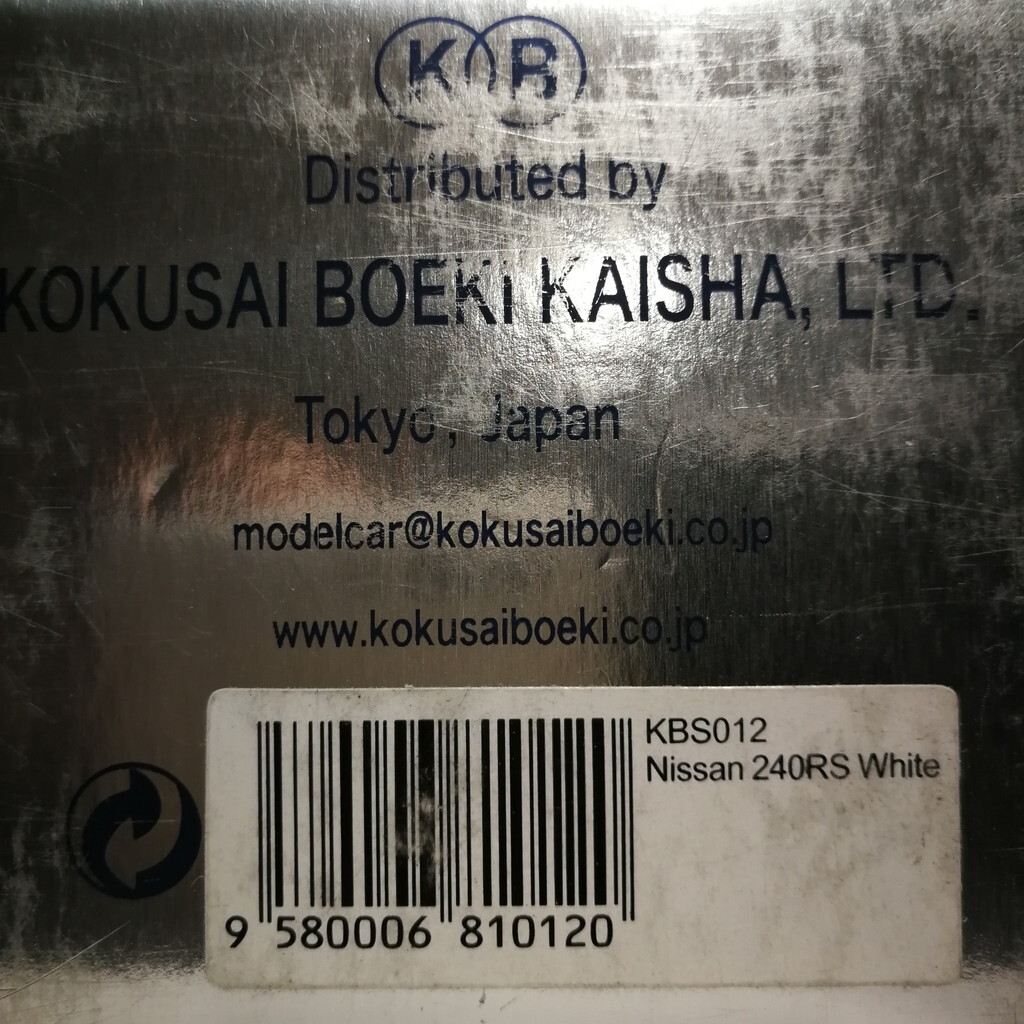 KB
Distributed by
KOKUSAI BOEKI KAISHA, LTD.
Tokyo, Japan
modelcar@kokusaiboeki.co.jp
www.kokusaiboeki.co.jp
KBS012
Nissan 240RS White
9 580006 810120